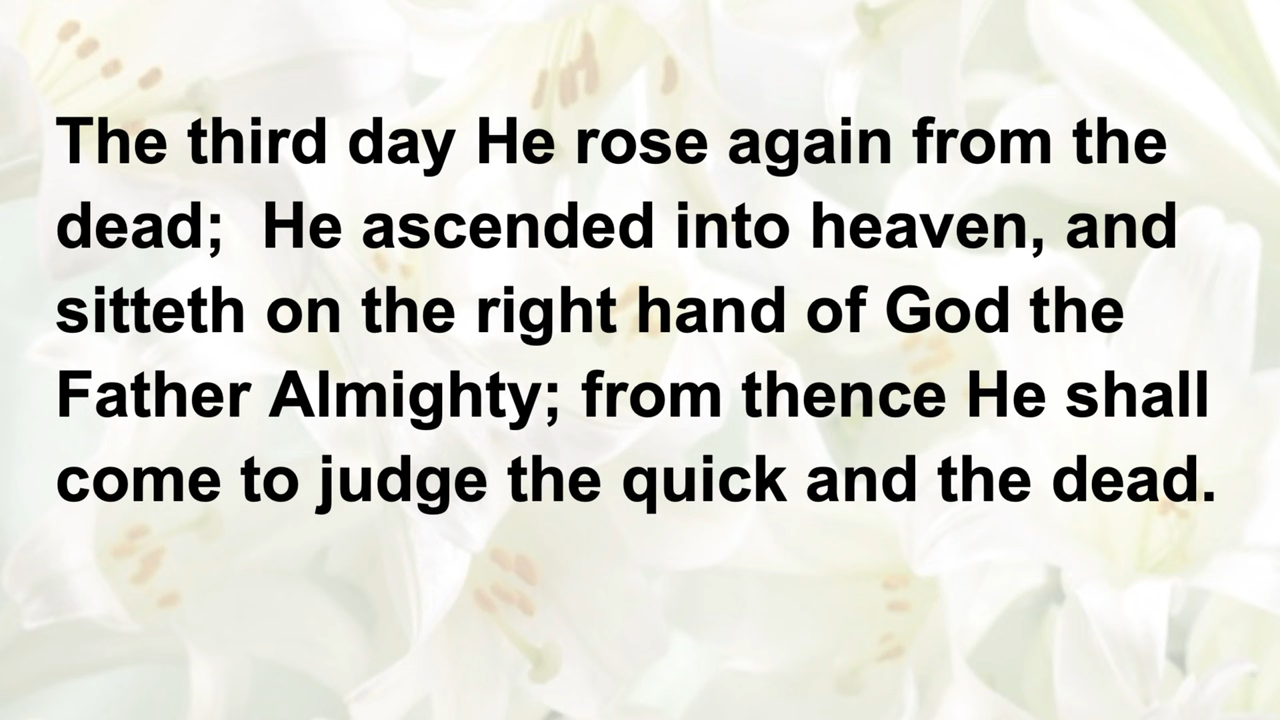 The third day He rose again from the
dead;  He ascended into heaven, and
sitteth on the right hand of God the
Father Almighty; from thence He shall
come to judge the quick and the dead.